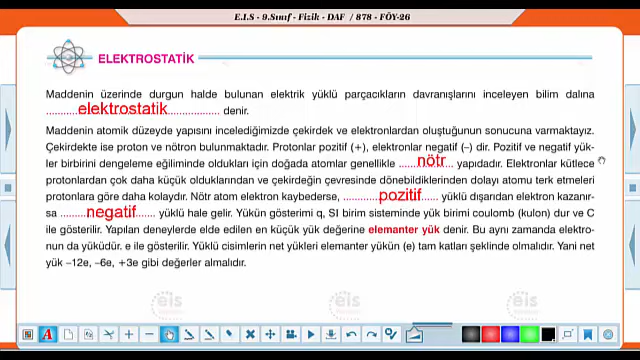 E.I.S - 9.Sınıf - Fizik - DAF / 878 - FÖY-26
ELEKTROSTATİK
Maddenin üzerinde durgun halde bulunan elektrik yüklü parçacıkların davranışlarını inceleyen bilim dalına
............elektrostatik.................... denir.
Maddenin atomik düzeyde yapısını incelediğimizde çekirdek ve elektronlardan oluştuğunun sonucuna varmaktayız.
Çekirdekte ise proton ve nötron bulunmaktadır. Protonlar pozitif (+), elektronlar negatif (–) dir. Pozitif ve negatif yük-
ler birbirini dengeleme eğiliminde oldukları için doğada atomlar genellikle .......nötr... yapıdadır. Elektronlar kütlece
protonlardan çok daha küçük olduklarından ve çekirdeğin çevresinde dönebildiklerinden dolayı atomu terk etmeleri
protonlara göre daha kolaydır. Nötr atom elektron kaybederse, ..............pozitif...... yüklü dışarıdan elektron kazanır-
sa ..........negatif....... yüklü hale gelir. Yükün gösterimi q, SI birim sisteminde yük birimi coulomb (kulon) dur ve C
ile gösterilir. Yapılan deneylerde elde edilen en küçük yük değerine elemanter yük denir. Bu aynı zamanda elektro-
nun da yüküdür. e ile gösterilir. Yüklü cisimlerin net yükleri elemanter yükün (e) tam katları şeklinde olmalıdır. Yani net
yük –12e, –6e, +3e gibi değerler almalıdır.
eis eis eis
A